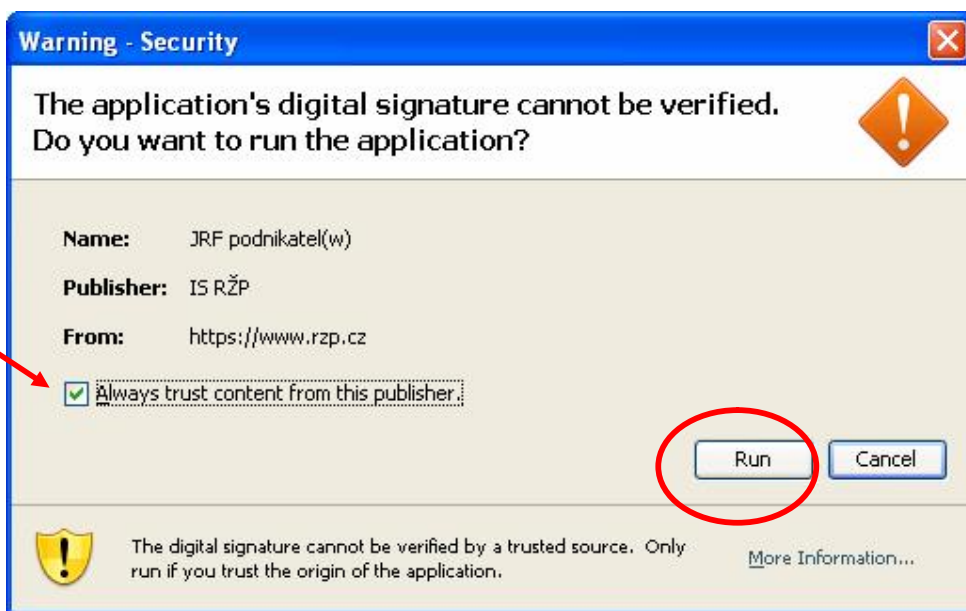 Warning - Security
The application's digital signature cannot be verified.
Do you want to run the application?
Name: JRF podnikatel(w)
Publisher: IS RŽP
From: https://www.rzp.cz
Always trust content from this publisher.
Run Cancel
The digital signature cannot be verified by a trusted source. Only
run if you trust the origin of the application.
More Information...